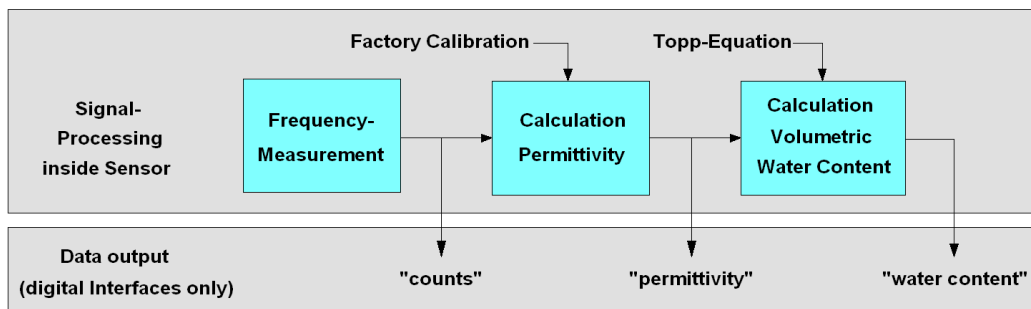 Factory Calibration
Topp-Equation
Signal-
Processing
inside Sensor
Frequency-
Measurement
Calculation
Permittivity
Calculation
Volumetric
Water Content
Data output
(digital Interfaces only)
"counts"
"permittivity"
"water content"